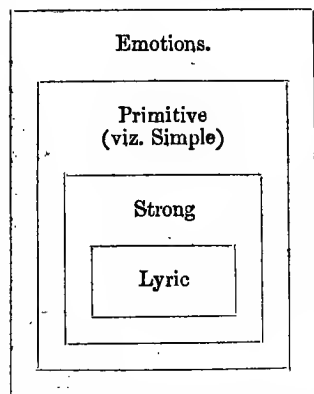 Emotions.
Primitive
(viz. Simple)
Strong
Lyric